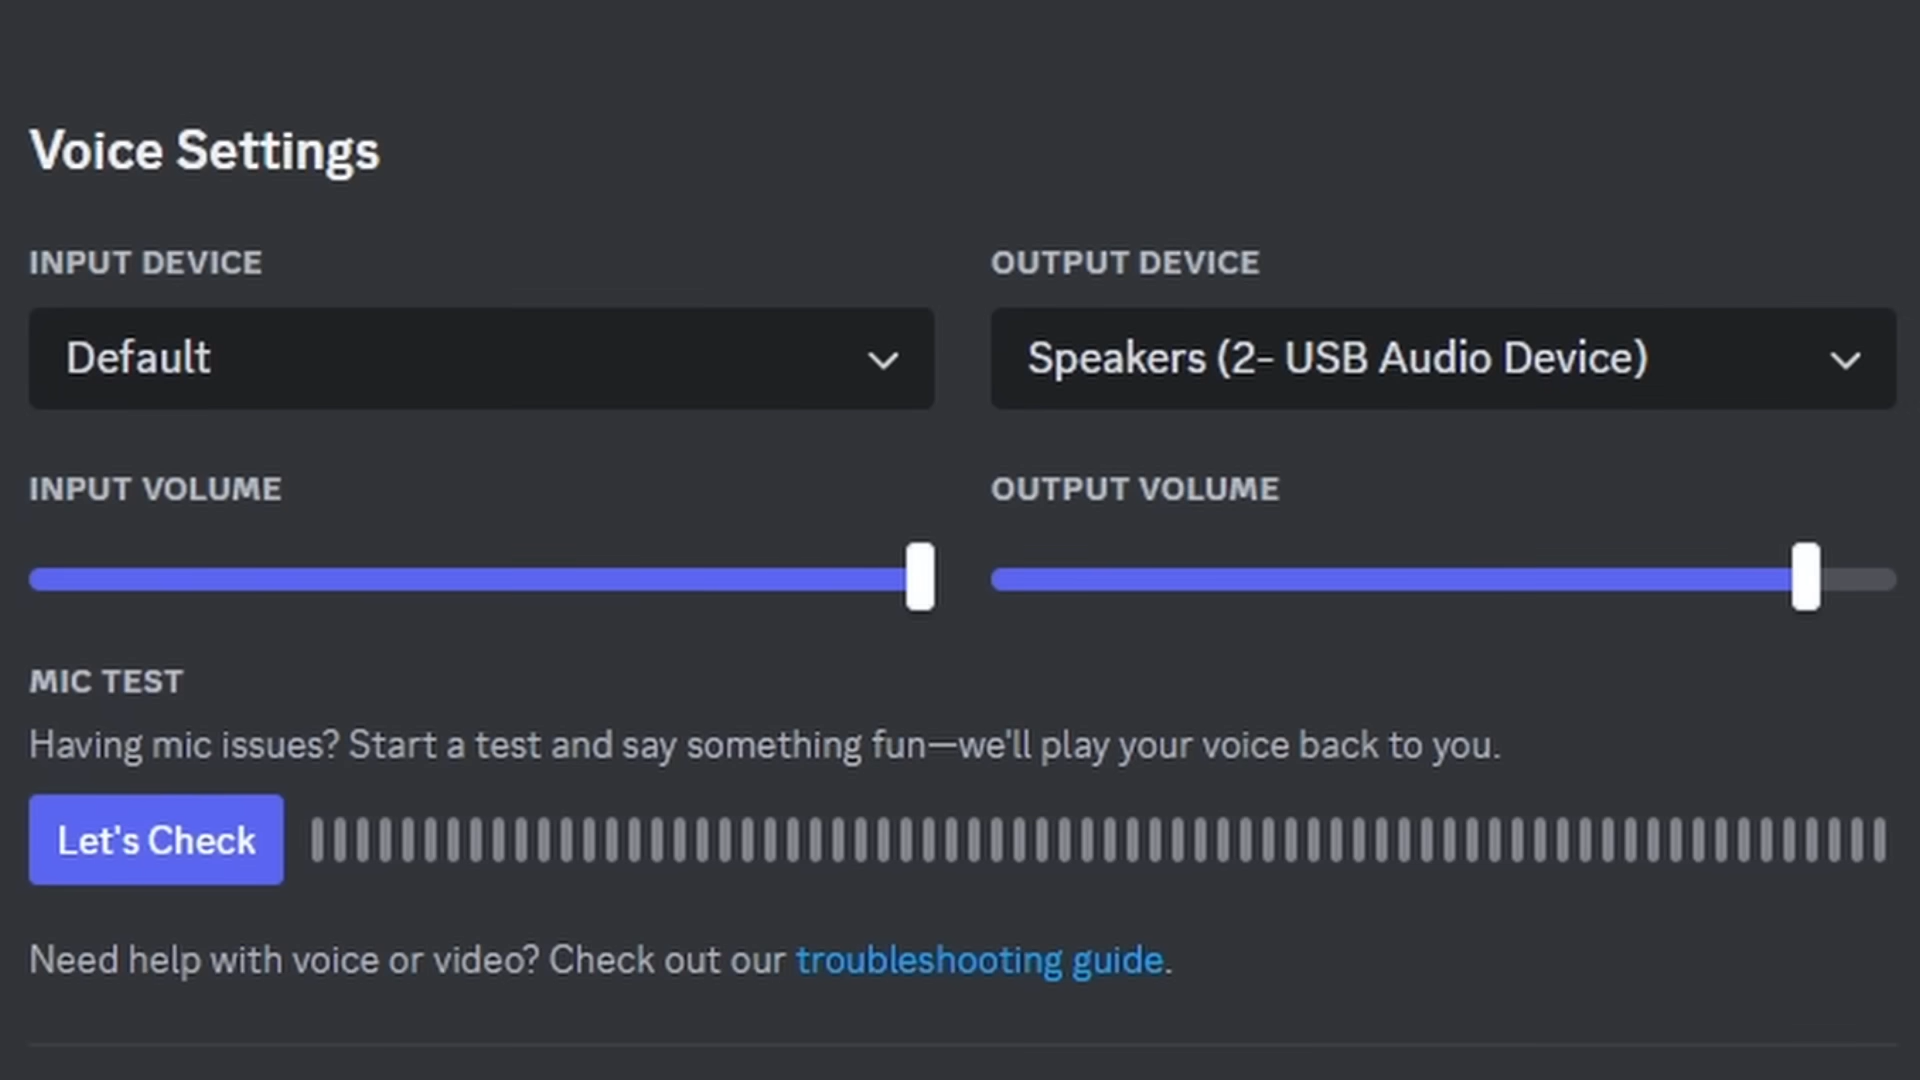 Voice Settings
INPUT DEVICE
OUTPUT DEVICE
Default
Speakers (2- USB Audio Device)
INPUT VOLUME
OUTPUT VOLUME
MIC TEST
Having mic issues? Start a test and say something fun—we'll play your voice back to you.
Let's Check
Need help with voice or video? Check out our troubleshooting guide.